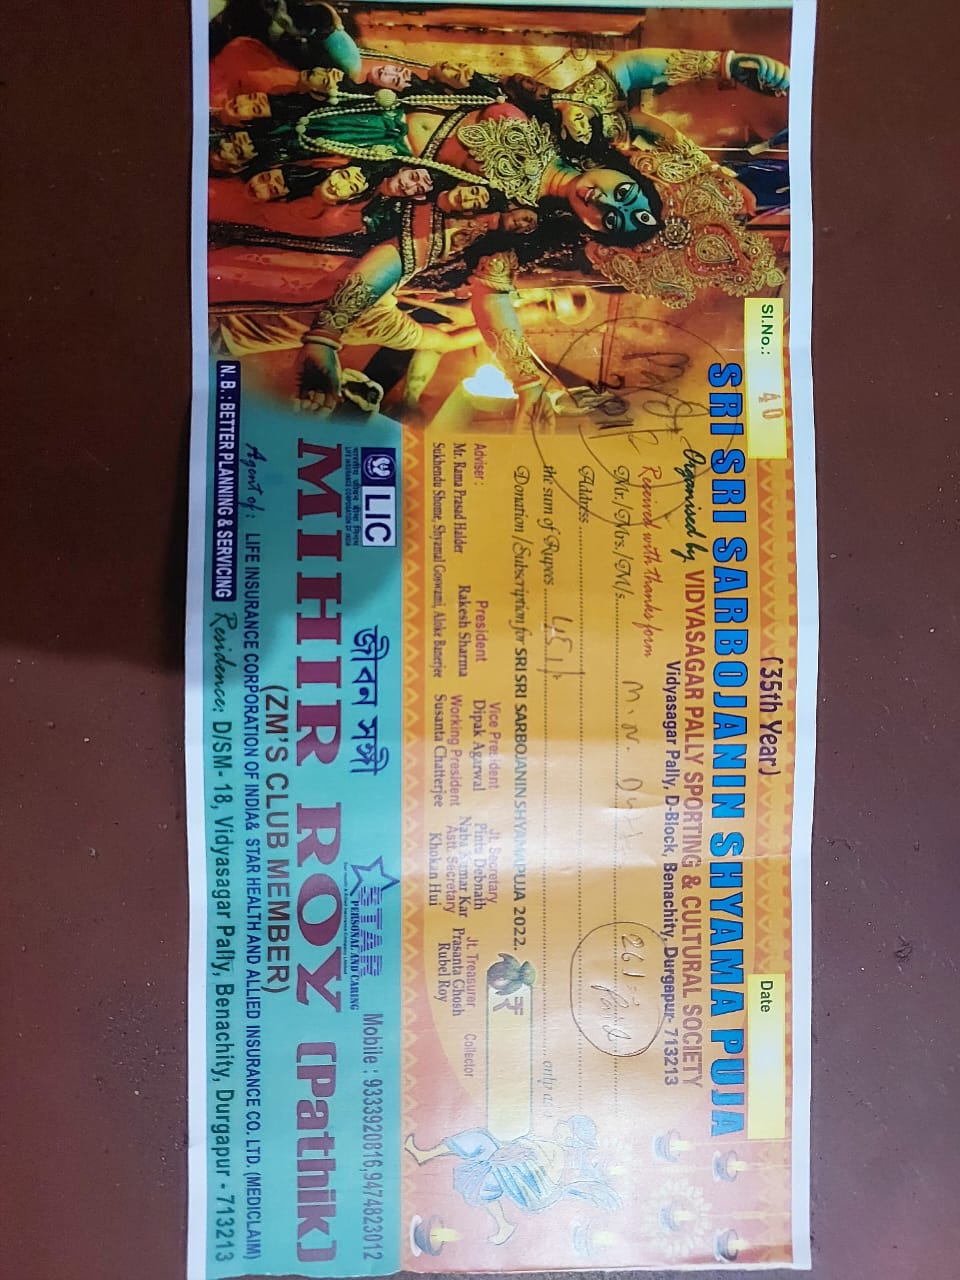 Sl.No.: 40
(35th Year)
Date
SRI SRI SARBOJANIN SHYAMA PUJA
Organised by VIDYASAGAR PALLY SPORTING & CULTURAL SOCIETY
Vidyasagar Pally, D-Block, Benachity, Durgapur- 713213
Received with thanks form
Mr./Mrs./M/s. M. N. Dutta
261/- Paid
Address
the sum of Rupees 451/- only as a
Donation/Subscription for SRI SRI SARBOJANIN SHYAMAPUJA 2022.
₹
Adviser :
Mr. Rama Prasad Halder
Sukhendu Shome, Shyamal Goswami, Aloke Banerjee
President
Rakesh Sharma
Vice President
Dipak Agarwal
Working President
Susanta Chatterjee
Jt. Secretary
Pintu Debnath
Naba Kumar Kar
Astt. Secretary
Khokan Hui
Jt. Treasurer
Prasanta Ghosh
Rubel Roy
Collector
LIC
भारतीय जीवन बीमा निगम
LIFE INSURANCE CORPORATION OF INDIA
জীবন সঙ্গী
STAR
PERSONAL AND CARING
Star Health & Allied Insurance Company Limited
Mobile : 9333920816,9474823012
MIHIR ROY (Pathik)
(ZM'S CLUB MEMBER)
Agent of: LIFE INSURANCE CORPORATION OF INDIA& STAR HEALTH AND ALLIED INSURANCE CO. LTD. (MEDICLAIM)
N. B. : BETTER PLANNING & SERVICING
Residence: D/SM- 18, Vidyasagar Pally, Benachity, Durgapur - 713213